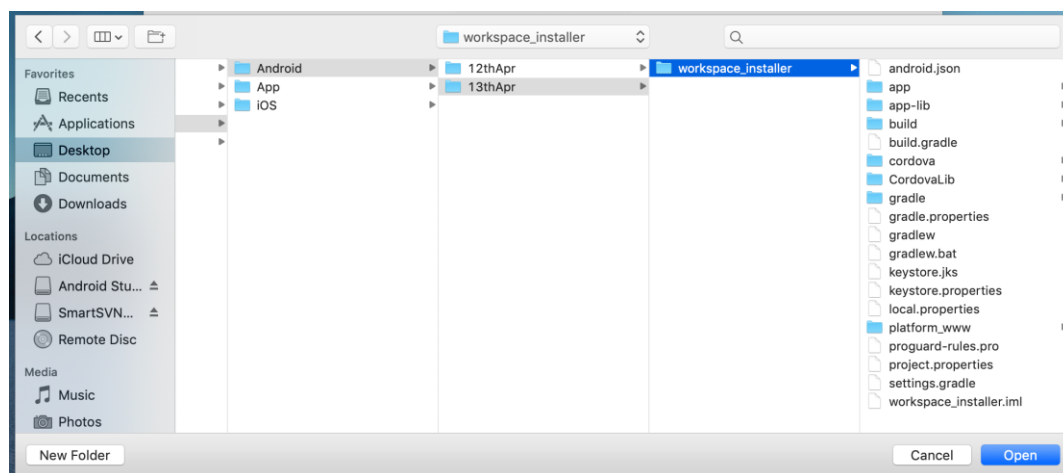 workspace_installer
Favorites
Recents
Applications
Desktop
Documents
Downloads
Locations
iCloud Drive
Android Stu...
SmartSVN...
Remote Disc
Media
Music
Photos
Android
App
iOS
12thApr
13thApr
workspace_installer
android.json
app
app-lib
build
build.gradle
cordova
CordovaLib
gradle
gradle.properties
gradlew
gradlew.bat
keystore.jks
keystore.properties
local.properties
platform_www
proguard-rules.pro
project.properties
settings.gradle
workspace_installer.iml
New Folder
Cancel
Open